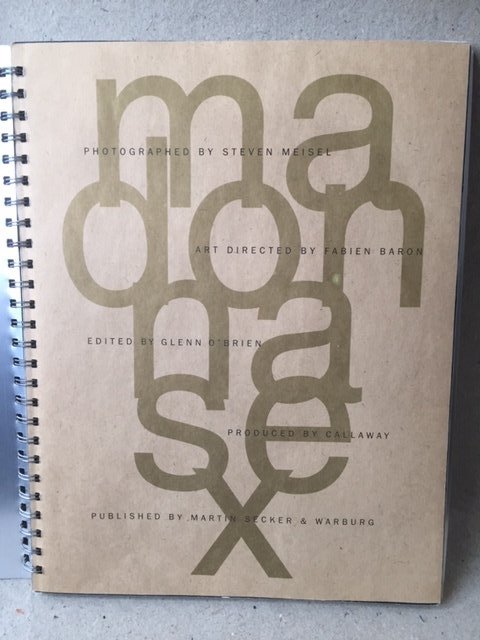 ma
PHOTOGRAPHED BY STEVEN MEISEL
don
ART DIRECTED BY FABIEN BARON
na
EDITED BY GLENN O'BRIEN
se
PRODUCED BY CALLAWAY
x
PUBLISHED BY MARTIN SECKER & WARBURG